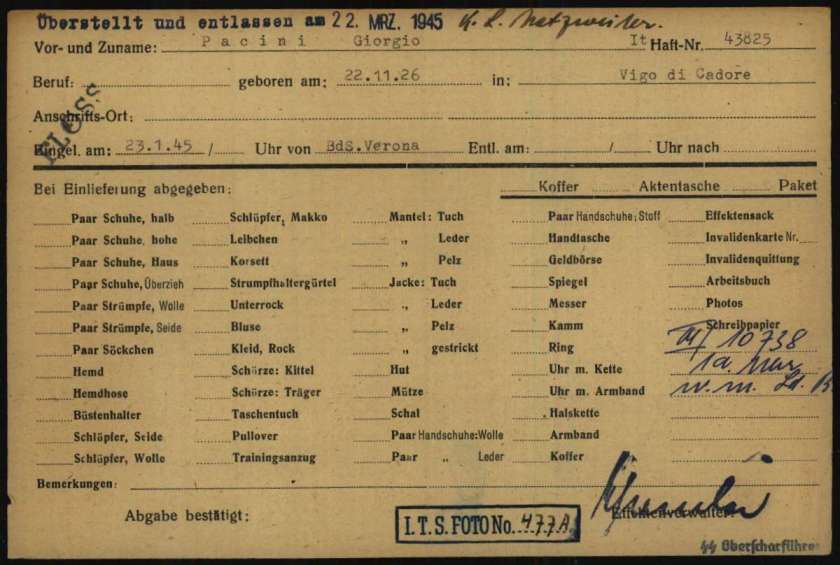 Überstellt und entlassen am 22. MRZ. 1945 K. L. Natzweiler.
Vor- und Zuname: Pacini Giorgio It Haft-Nr. 43825
Beruf: geboren am: 22.11.26 in: Vigo di Cadore
Anschrifts-Ort:
FLOSS
Eingel. am: 23.1.45 / Uhr von BdS.Verona Entl. am: / Uhr nach
Bei Einlieferung abgegeben: Koffer Aktentasche Paket
Paar Schuhe, halb Schlüpfer, Makko Mantel: Tuch Paar Handschuhe, Stoff Effektensack
Paar Schuhe, hohe Leibchen „ Leder Handtasche Invalidenkarte Nr.
Paar Schuhe, Haus Korsett „ Pelz Geldbörse Invalidenquittung
Paar Schuhe, Überzieh Strumpfhaltergürtel Jacke: Tuch Spiegel Arbeitsbuch
Paar Strümpfe, Wolle Unterrock „ Leder Messer Photos
Paar Strümpfe, Seide Bluse „ Pelz Kamm Schreibpapier
Paar Söckchen Kleid, Rock „ gestrickt Ring 10738
Hemd Schürze: Kittel Hut Uhr m. Kette
Hemdhose Schürze: Träger Mütze Uhr m. Armband
Büstenhalter Taschentuch Schal Halskette
Schlüpfer, Seide Pullover Paar Handschuhe: Wolle Armband
Schlüpfer, Wolle Trainingsanzug Paar „ Leder Koffer
Bemerkungen:
Abgabe bestätigt: I.T.S. FOTO No. 477A Effektenverwalter:
SS Oberscharführer